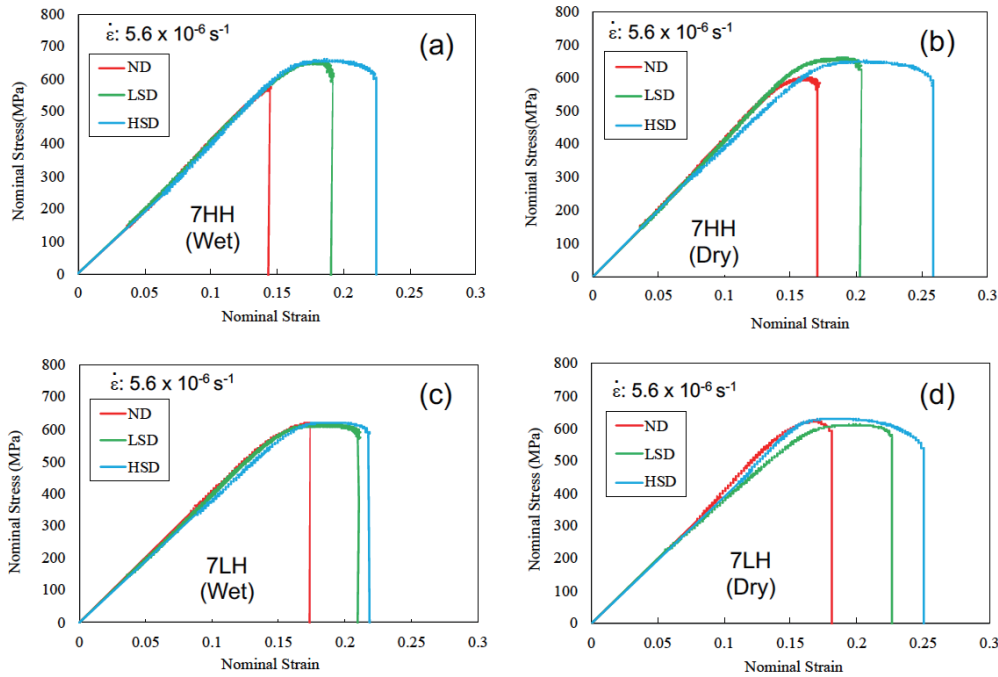 ε̇: 5.6 x 10⁻⁶ s⁻¹
(a)
ND
LSD
HSD
7HH
(Wet)
Nominal Stress(MPa)
800
700
600
500
400
300
200
100
0
0
0.05
0.1
0.15
0.2
0.25
0.3
Nominal Strain
ε̇: 5.6 x 10⁻⁶ s⁻¹
(b)
ND
LSD
HSD
7HH
(Dry)
Nominal Stress(MPa)
800
700
600
500
400
300
200
100
0
0
0.05
0.1
0.15
0.2
0.25
0.3
Nominal Strain
ε̇: 5.6 x 10⁻⁶ s⁻¹
(c)
ND
LSD
HSD
7LH
(Wet)
Nominal Stress (MPa)
800
700
600
500
400
300
200
100
0
0
0.05
0.1
0.15
0.2
0.25
0.3
Nominal Strain
ε̇: 5.6 x 10⁻⁶ s⁻¹
(d)
ND
LSD
HSD
7LH
(Dry)
Nominal Stress (MPa)
800
700
600
500
400
300
200
100
0
0
0.05
0.1
0.15
0.2
0.25
0.3
Nominal Strain